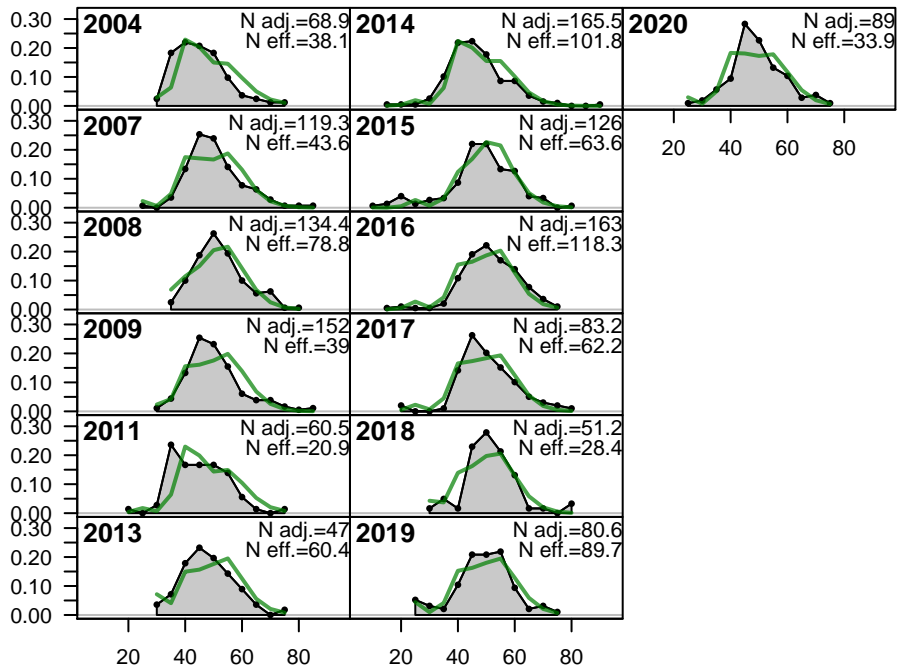 0.30
0.20
0.10
0.00
2004
N adj.=68.9
N eff.=38.1
2014
N adj.=165.5
N eff.=101.8
2020
N adj.=89
N eff.=33.9
20 40 60 80
0.30
0.20
0.10
0.00
2007
N adj.=119.3
N eff.=43.6
2015
N adj.=126
N eff.=63.6
0.30
0.20
0.10
0.00
2008
N adj.=134.4
N eff.=78.8
2016
N adj.=163
N eff.=118.3
0.30
0.20
0.10
0.00
2009
N adj.=152
N eff.=39
2017
N adj.=83.2
N eff.=62.2
0.30
0.20
0.10
0.00
2011
N adj.=60.5
N eff.=20.9
2018
N adj.=51.2
N eff.=28.4
0.30
0.20
0.10
0.00
2013
N adj.=47
N eff.=60.4
2019
N adj.=80.6
N eff.=89.7
20 40 60 80
20 40 60 80